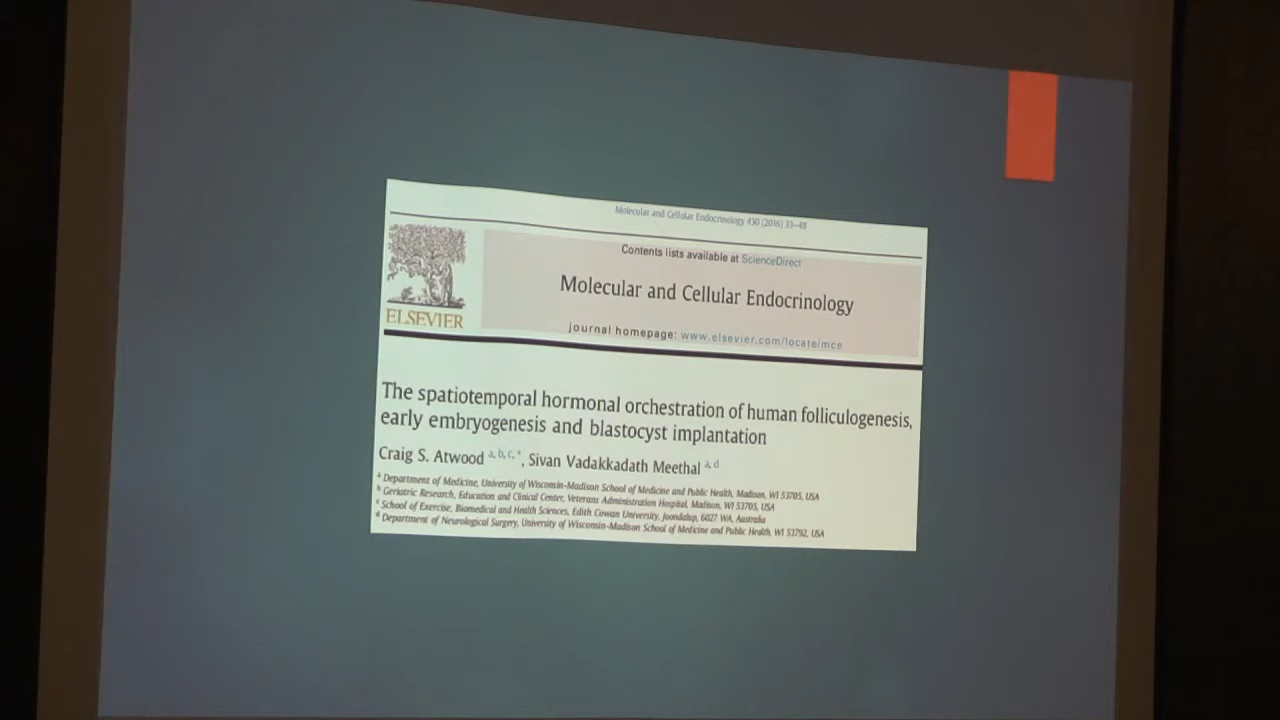 Molecular and Cellular Endocrinology 430 (2016) 33–48
Contents lists available at ScienceDirect
Molecular and Cellular Endocrinology
journal homepage: www.elsevier.com/locate/mce
ELSEVIER
The spatiotemporal hormonal orchestration of human folliculogenesis,
early embryogenesis and blastocyst implantation
Craig S. Atwood a, b, c, *, Sivan Vadakkadath Meethal a, d
a Department of Medicine, University of Wisconsin-Madison School of Medicine and Public Health, Madison, WI 53705, USA
b Geriatric Research, Education and Clinical Center, Veterans Administration Hospital, Madison, WI 53705, USA
c School of Exercise, Biomedical and Health Sciences, Edith Cowan University, Joondalup, 6027 WA, Australia
d Department of Neurological Surgery, University of Wisconsin-Madison School of Medicine and Public Health, WI 53792, USA